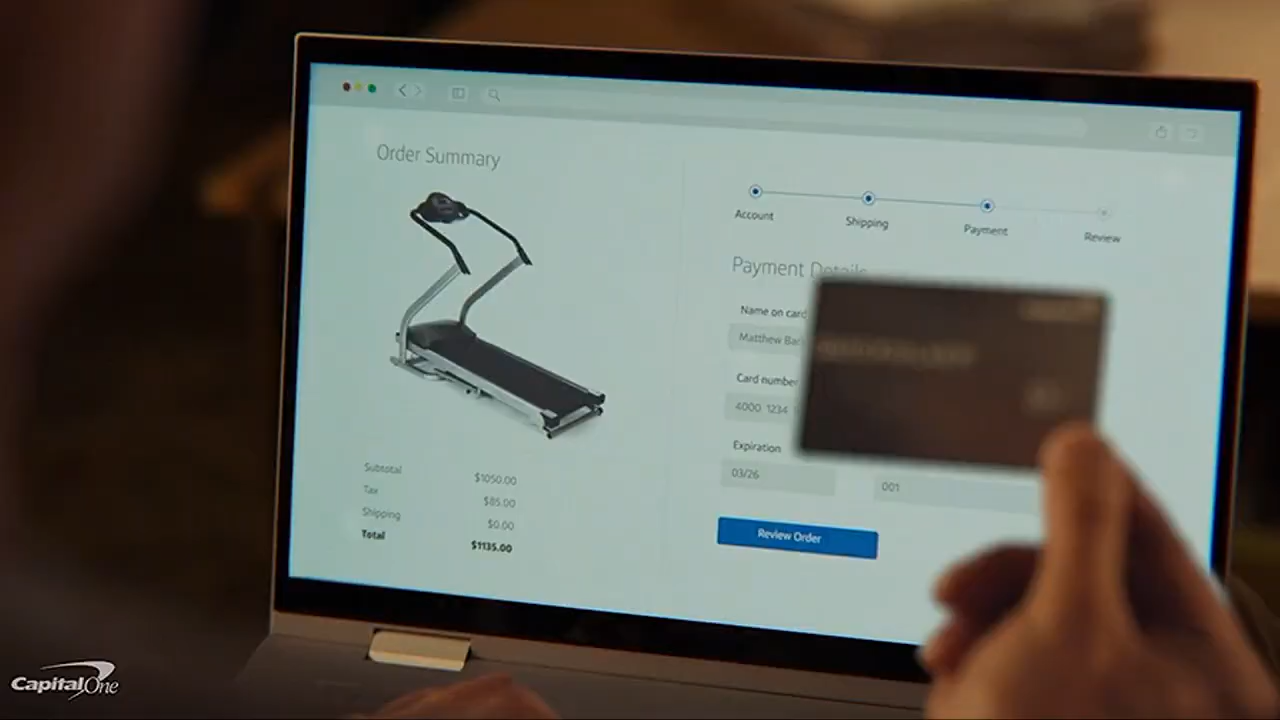 Order Summary
Account
Shipping
Payment
Review
Payment Details
Name on card
Matthew
Card number
4000 1234
Expiration
03/26
001
Subtotal $1050.00
Tax $85.00
Shipping $0.00
Total $1135.00
Review Order
Capital One